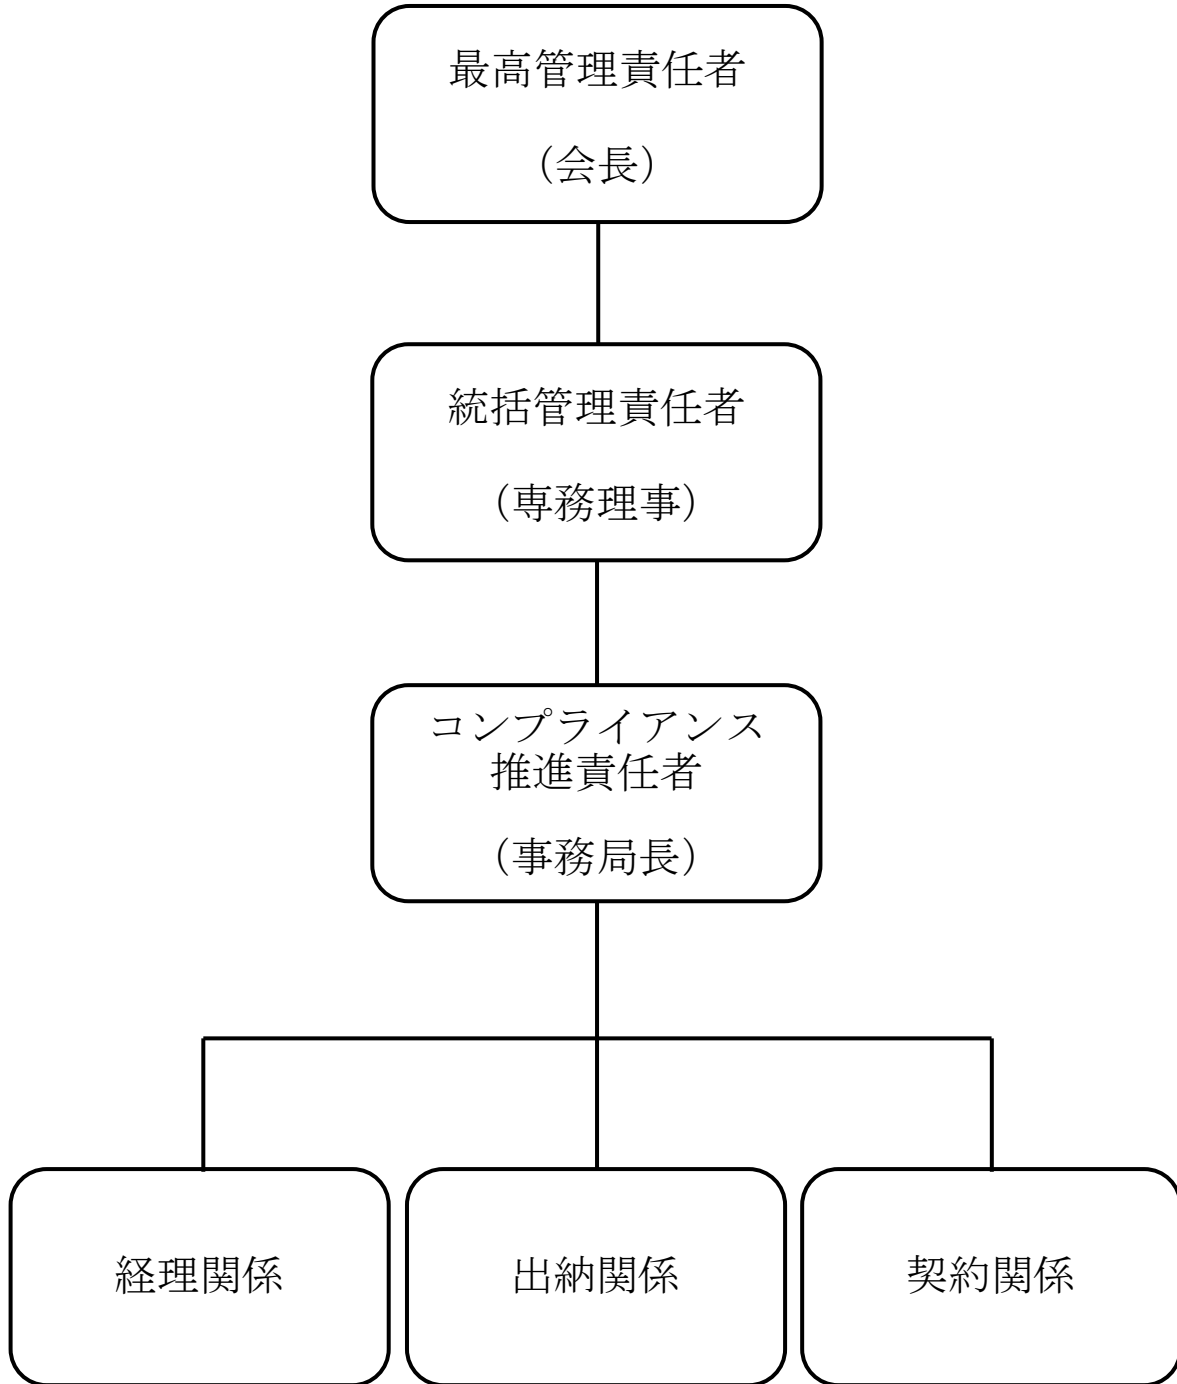 最高管理責任者
（会長）
統括管理責任者
（専務理事）
コンプライアンス
推進責任者
（事務局長）
経理関係
出納関係
契約関係